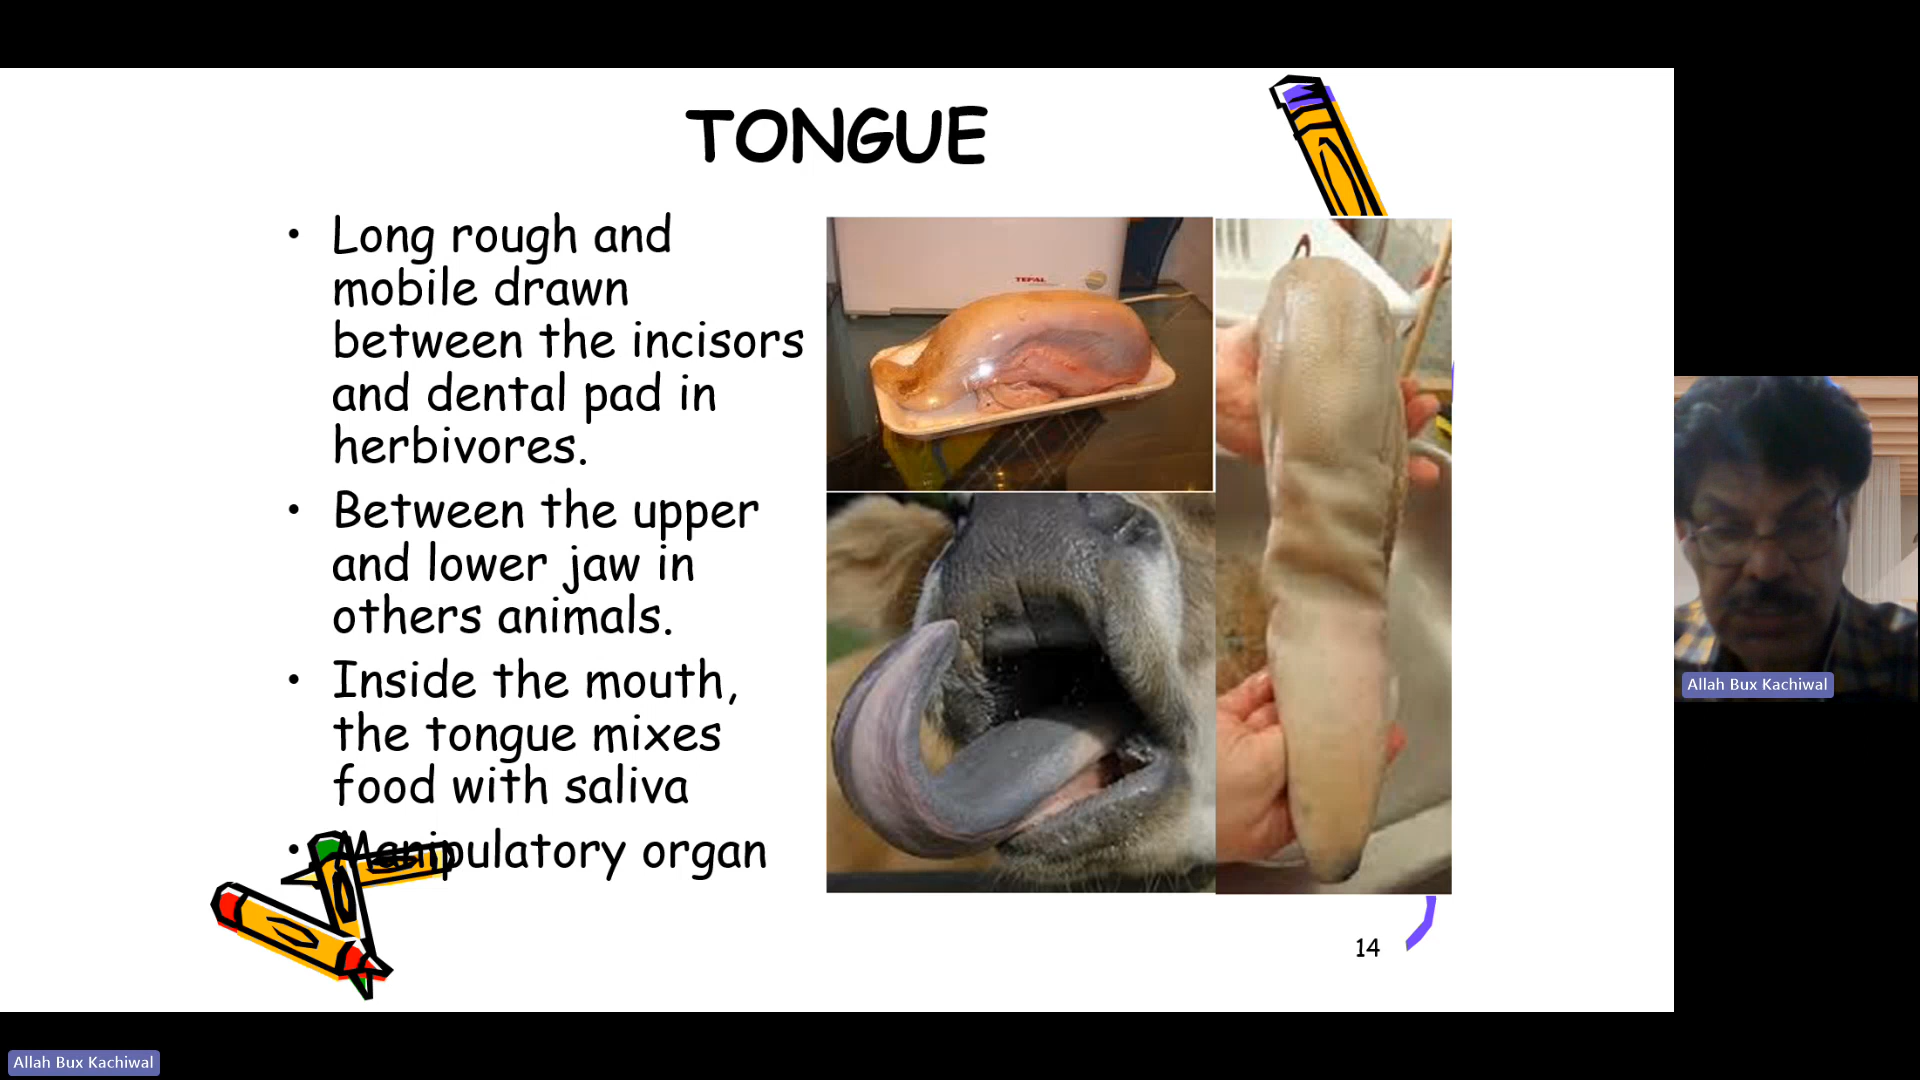 TONGUE
• Long rough and
mobile drawn
between the incisors
and dental pad in
herbivores.
• Between the upper
and lower jaw in
others animals.
• Inside the mouth,
the tongue mixes
food with saliva
• Manipulatory organ
TEFAL
14
Allah Bux Kachiwal
Allah Bux Kachiwal